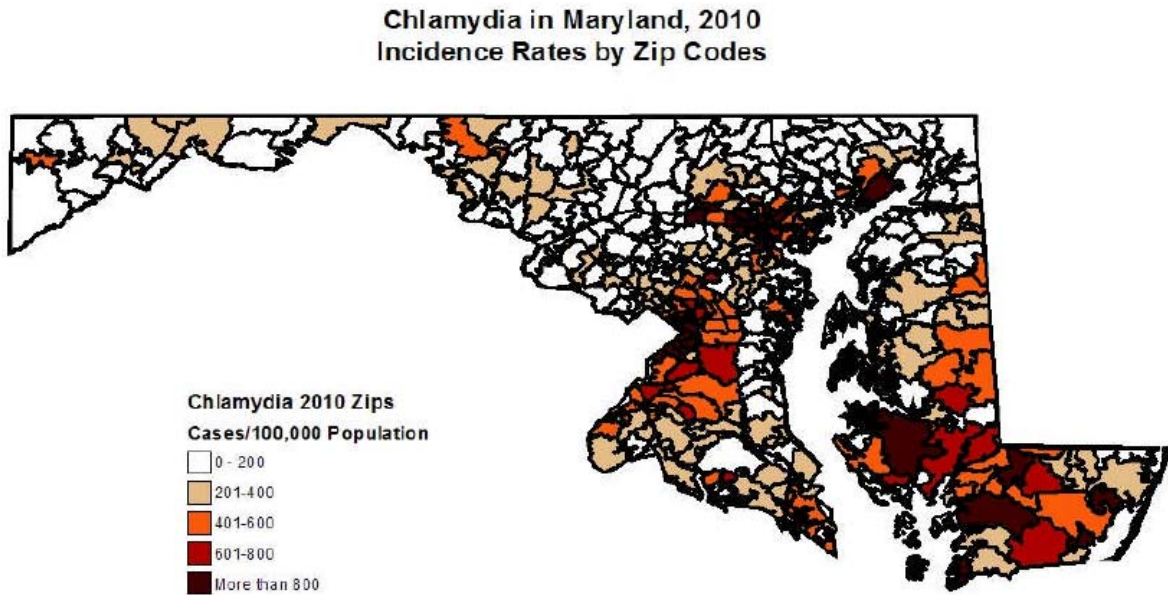 Chlamydia in Maryland, 2010
Incidence Rates by Zip Codes
Chlamydia 2010 Zips
Cases/100,000 Population
0 - 200
201-400
401-600
601-800
More than 800